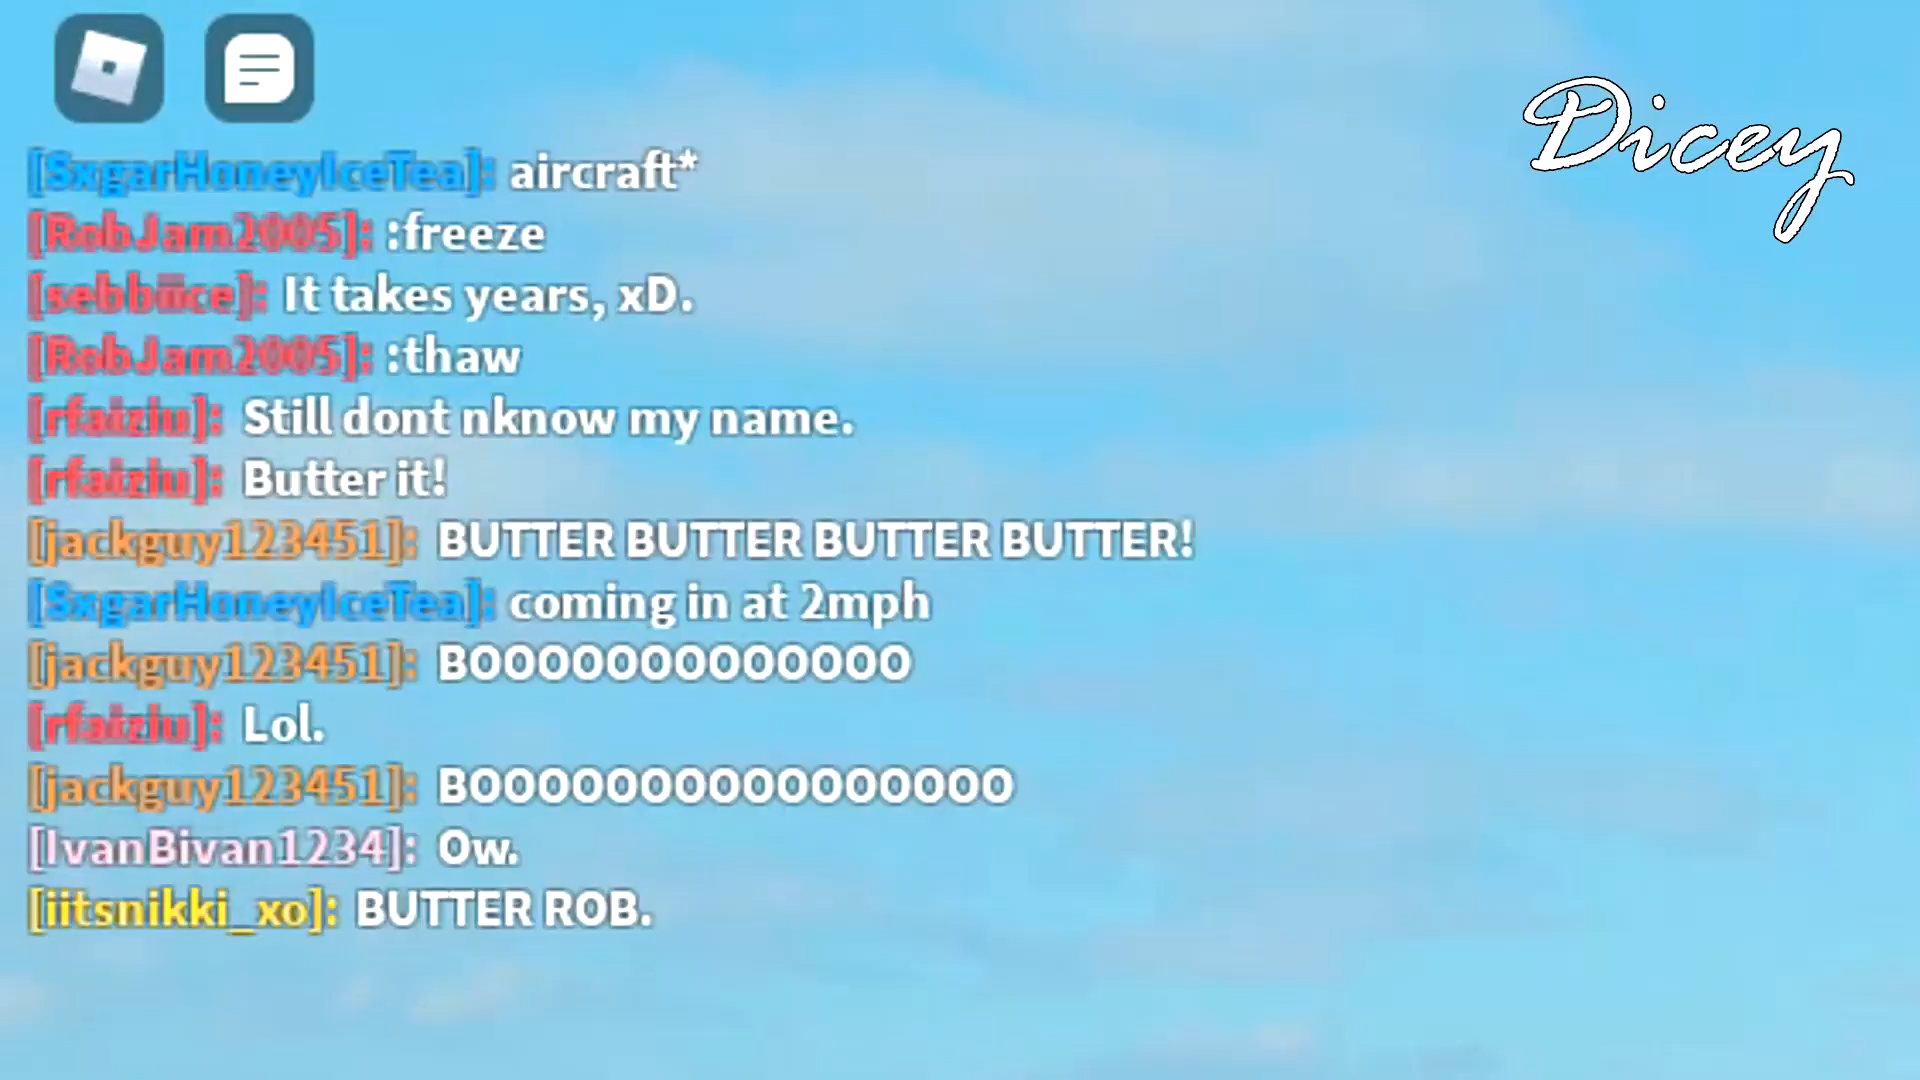 Dicey
[SxgarHoneyIceTea]: aircraft*
[RobJam2005]: :freeze
[sebbiice]: It takes years, xD.
[RobJam2005]: :thaw
[rfaiziu]: Still dont nknow my name.
[rfaiziu]: Butter it!
[jackguy123451]: BUTTER BUTTER BUTTER BUTTER!
[SxgarHoneyIceTea]: coming in at 2mph
[jackguy123451]: BOOOOOOOOOOOOO
[rfaiziu]: Lol.
[jackguy123451]: BOOOOOOOOOOOOOOOO
[IvanBivan1234]: Ow.
[iitsnikki_xo]: BUTTER ROB.